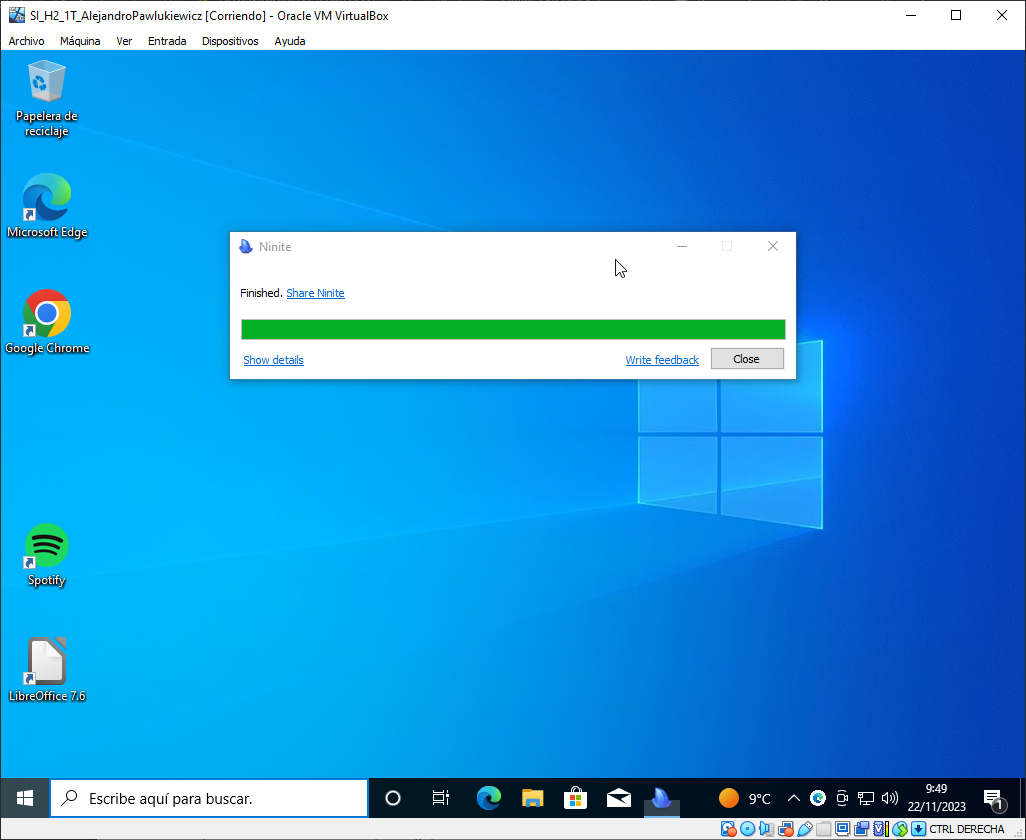 SI_H2_1T_AlejandroPawlukiewicz [Corriendo] - Oracle VM VirtualBox
Archivo Máquina Ver Entrada Dispositivos Ayuda
Papelera de
reciclaje
Microsoft Edge
Google Chrome
Spotify
LibreOffice 7.6
Ninite
Finished. Share Ninite
Show details Write feedback Close
Escribe aquí para buscar.
9°C
9:49
22/11/2023
1
CTRL DERECHA